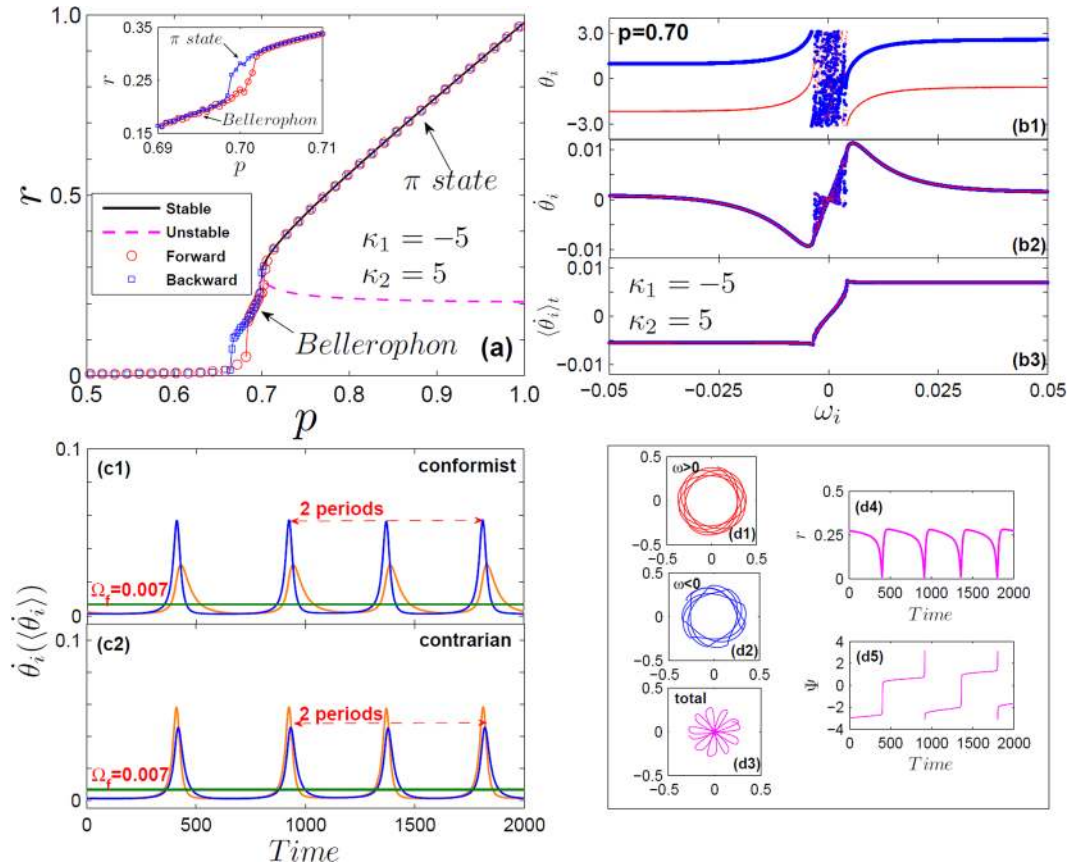 1.0
0.5
0
r
0.5
0.6
0.7
0.8
0.9
1.0
p
0.35
0.25
0.15
r
π state
Bellerophon
0.69
0.70
0.71
p
π state
Stable
Unstable
Forward
Backward
κ₁ = −5
κ₂ = 5
Bellerophon
(a)
p=0.70
3.0
0
−3.0
θᵢ
(b1)
0.01
0
−0.01
θ̇ᵢ
(b2)
0.01
0
−0.01
⟨θ̇ᵢ⟩ₜ
κ₁ = −5
κ₂ = 5
(b3)
−0.05
−0.025
0
0.025
0.05
ωᵢ
0.1
(c1)
conformist
2 periods
Ω_f=0.007
0
0.1
(c2)
contrarian
2 periods
Ω_f=0.007
0
θ̇ᵢ(⟨θ̇ᵢ⟩)
0
500
1000
1500
2000
Time
0.5
0
−0.5
ω>0
(d1)
−0.5
0
0.5
0.5
0
−0.5
ω<0
(d2)
−0.5
0
0.5
0.5
0
−0.5
total
(d3)
−0.5
0
0.5
0.5
0.25
0
r
(d4)
0
500
1000
1500
2000
Time
4
2
0
−2
−4
Ψ
(d5)
0
500
1000
1500
2000
Time